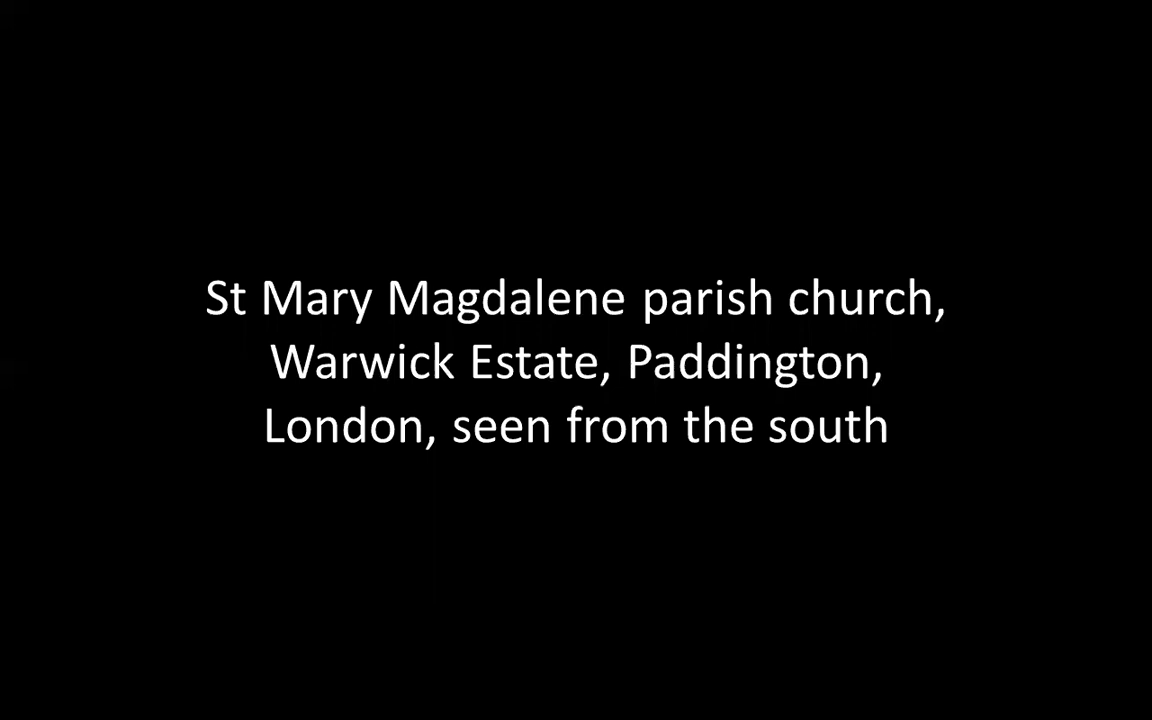 St Mary Magdalene parish church,
Warwick Estate, Paddington,
London, seen from the south